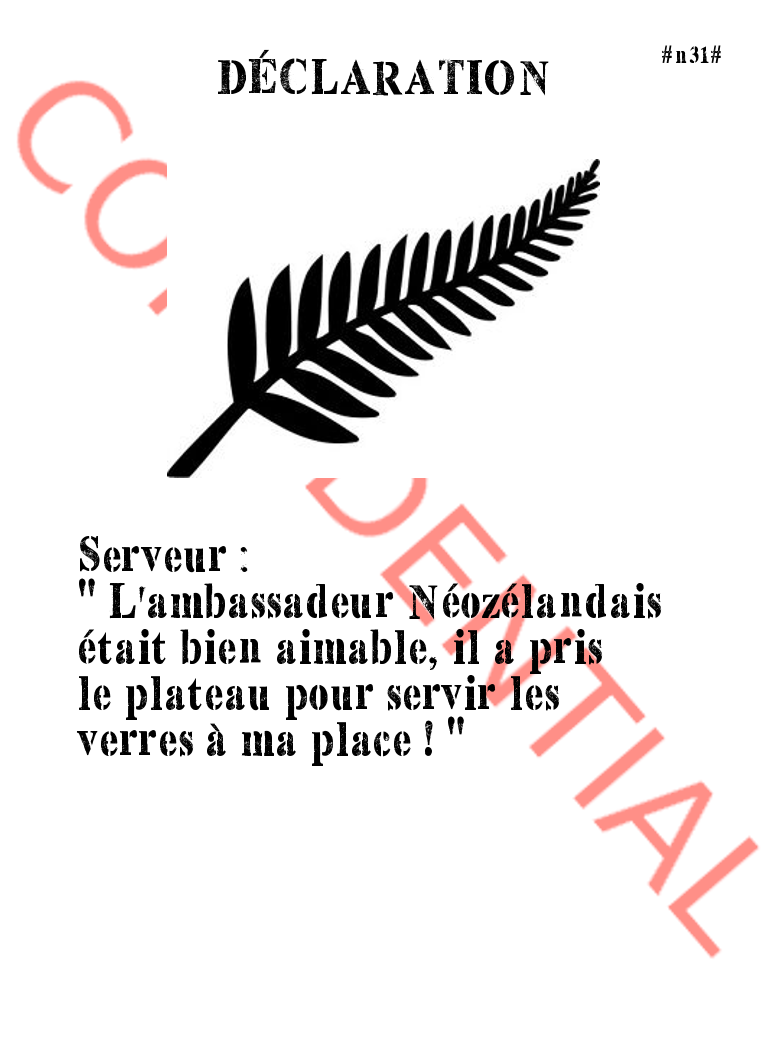 #n31#
DÉCLARATION
CONFIDENTIAL
Serveur :
" L'ambassadeur Néozélandais
était bien aimable, il a pris
le plateau pour servir les
verres à ma place ! "